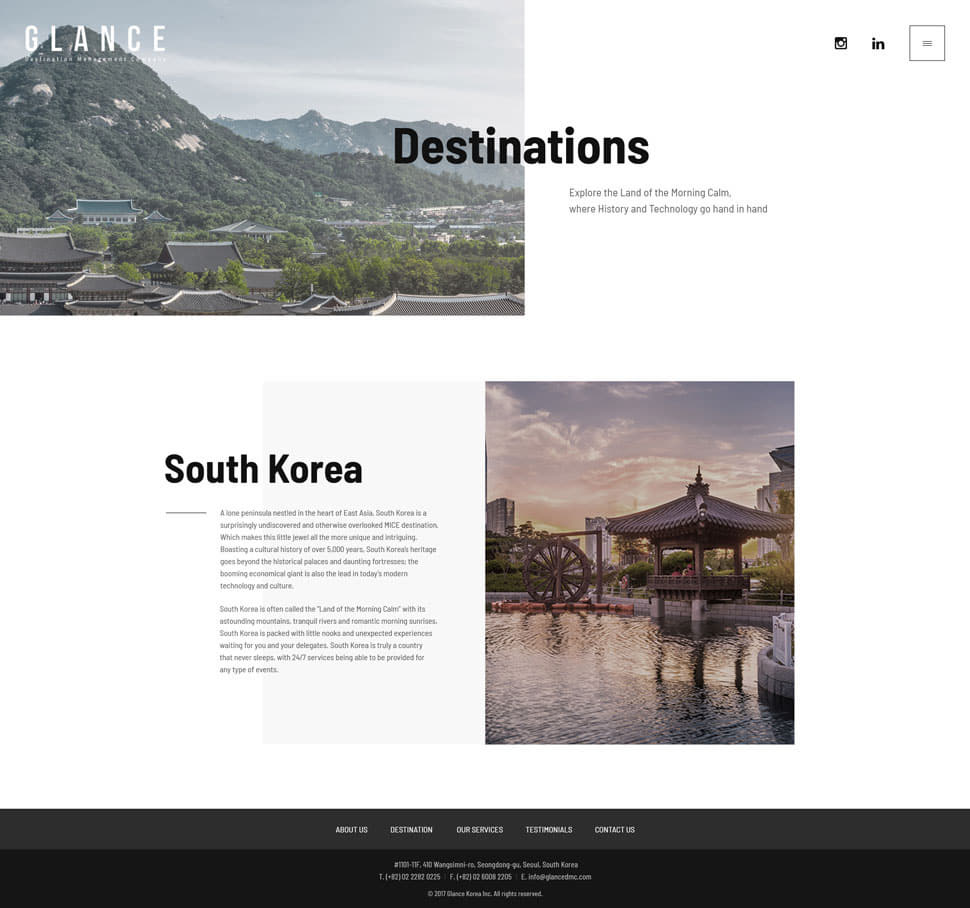 GLANCE
Destination Management Company
Destinations
Explore the Land of the Morning Calm,
where History and Technology go hand in hand
South Korea
A lone peninsula nestled in the heart of East Asia, South Korea is a
surprisingly undiscovered and otherwise overlooked MICE destination.
Which makes this little jewel all the more unique and intriguing.
Boasting a cultural history of over 5,000 years, South Korea's heritage
goes beyond the historical palaces and daunting fortresses; the
booming economical giant is also the lead in today's modern
technology and culture.
South Korea is often called the "Land of the Morning Calm" with its
astounding mountains, tranquil rivers and romantic morning sunrises,
South Korea is packed with little nooks and unexpected experiences
waiting for you and your delegates. South Korea is truly a country
that never sleeps, with 24/7 services being able to be provided for
any type of events.
ABOUT US DESTINATION OUR SERVICES TESTIMONIALS CONTACT US
#1101-11F, 410 Wangsimni-ro, Seongdong-gu, Seoul, South Korea
T. (+82) 02 2282 0225 | F. (+82) 02 6008 2205 | E. info@glancedmc.com
© 2017 Glance Korea Inc. All rights reserved.